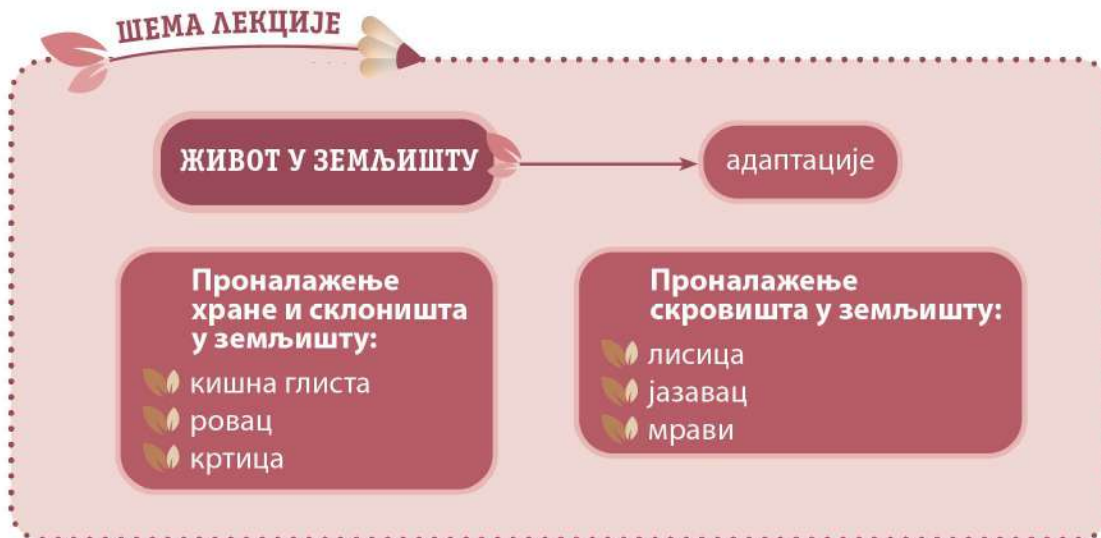 ШЕМА ЛЕКЦИЈЕ
ЖИВОТ У ЗЕМЉИШТУ
адаптације
Проналажење
хране и склоништа
у земљишту:
кишна глиста
ровац
кртица
Проналажење
скровишта у земљишту:
лисица
јазавац
мрави